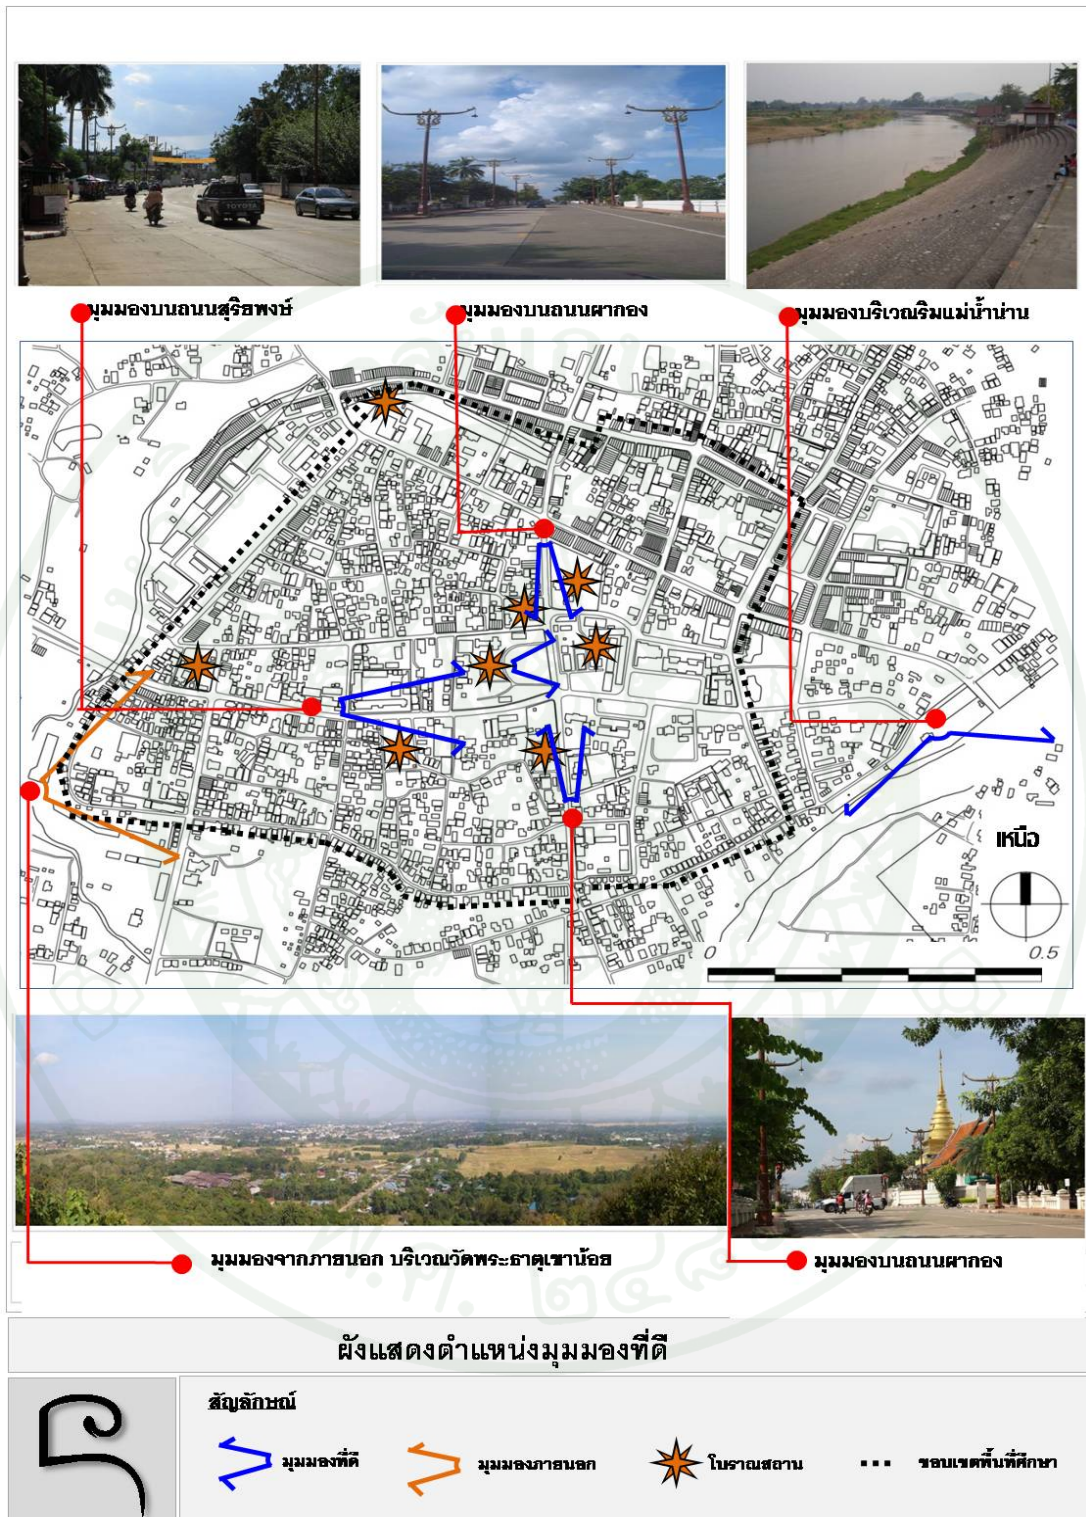 มุมมองบนถนนสุริยพงษ์
มุมมองบนถนนผากอง
มุมมองบริเวณริมแม่น้ำน่าน
เหนือ
0
0.5
มุมมองจากภายนอก บริเวณวัดพระธาตุเขาน้อย
มุมมองบนถนนผากอง
พ.ศ. ๒๔๘๖
ผังแสดงตำแหน่งมุมมองที่ดี
สัญลักษณ์
มุมมองที่ดี
มุมมองภายนอก
โบราณสถาน
ขอบเขตพื้นที่ศึกษา
TOYOTA